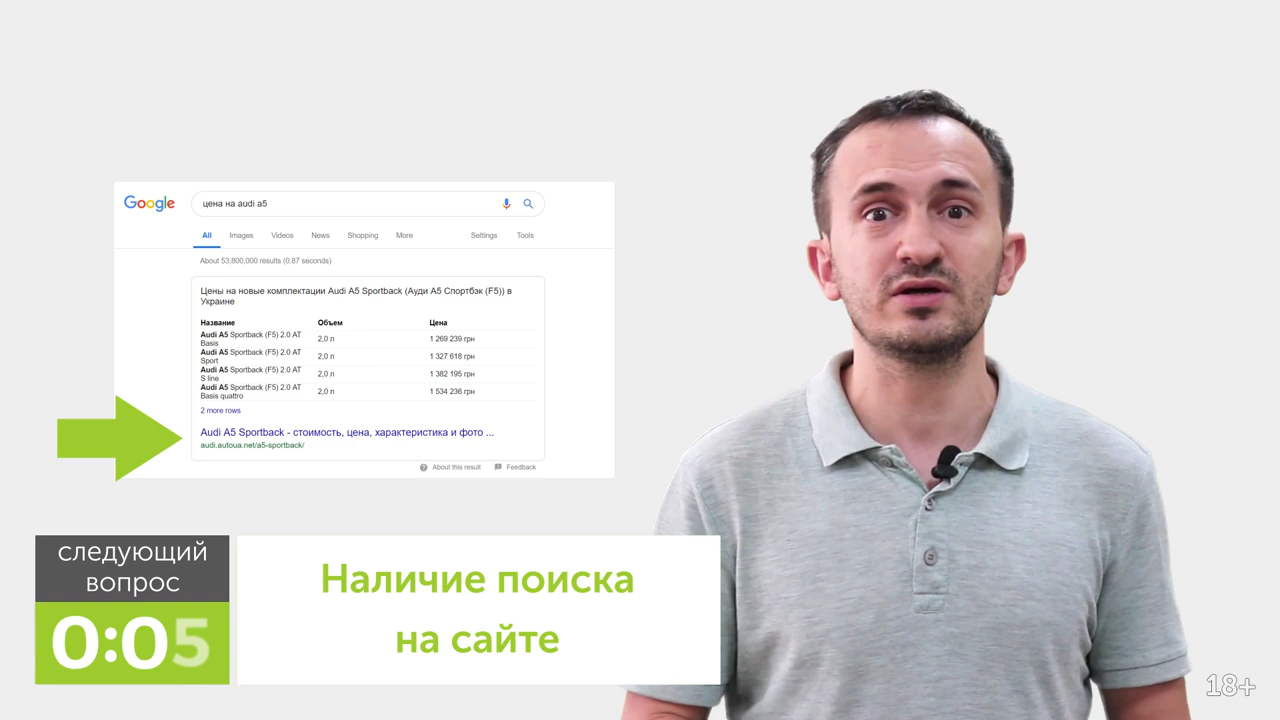 Google
цена на audi a5
All Images Videos News Shopping More Settings Tools
About 53,800,000 results (0.87 seconds)
Цены на новые комплектации Audi A5 Sportback (Ауди А5 Спортбэк (F5)) в
Украине
Название Объем Цена
Audi A5 Sportback (F5) 2.0 AT
Basis 2,0 л 1 269 239 грн
Audi A5 Sportback (F5) 2.0 AT
Sport 2,0 л 1 327 618 грн
Audi A5 Sportback (F5) 2.0 AT
S line 2,0 л 1 382 195 грн
Audi A5 Sportback (F5) 2.0 AT
Basis quattro 2,0 л 1 534 236 грн
2 more rows
Audi A5 Sportback - стоимость, цена, характеристика и фото ...
audi.autoua.net/a5-sportback/
About this result Feedback
следующий
вопрос
0:05
Наличие поиска
на сайте
18+